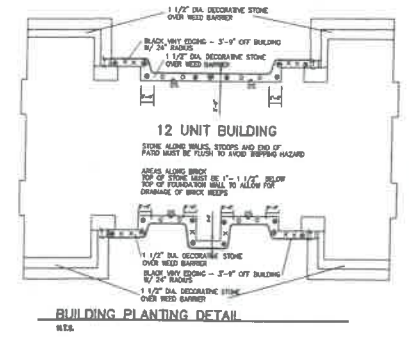 1 1/2" DIA. DECORATIVE STONE
OVER WEED BARRIER
BLACK VINY EDGING - 3'-9" OFF BUILDING
W/ 24" RADIUS
1 1/2" DIA. DECORATIVE STONE
OVER WEED BARRIER
12 UNIT BUILDING
STONE ALONG WALKS, STOOPS AND END OF
PATIO MUST BE FLUSH TO AVOID TRIPPING HAZARD
AREAS ALONG BRICK
TOP OF STONE MUST BE 1"- 1 1/2" BELOW
TOP OF FOUNDATION WALL TO ALLOW FOR
DRAINAGE OF BRICK WEEPS
1 1/2" DIA. DECORATIVE STONE
OVER WEED BARRIER
BLACK VINY EDGING - 3'-9" OFF BUILDING
W/ 24" RADIUS
1 1/2" DIA. DECORATIVE STONE
OVER WEED BARRIER
BUILDING PLANTING DETAIL
N.T.S.